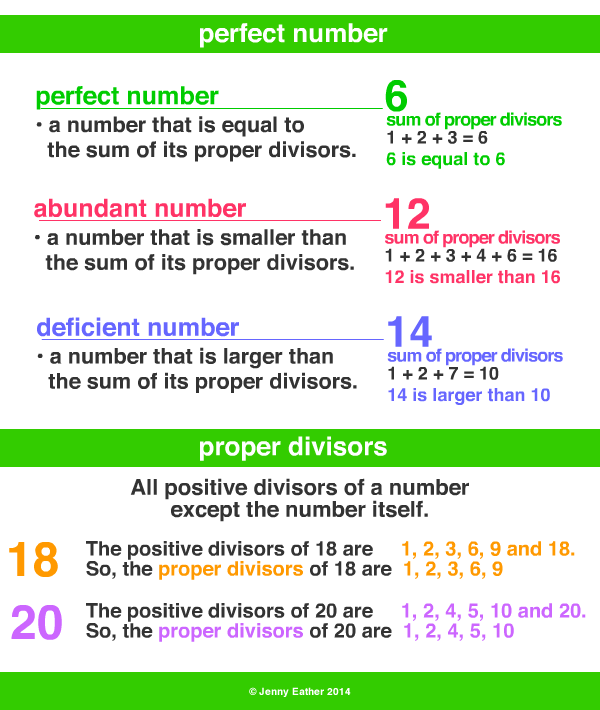 perfect number
perfect number
• a number that is equal to
the sum of its proper divisors.
6
sum of proper divisors
1 + 2 + 3 = 6
6 is equal to 6
abundant number
• a number that is smaller than
the sum of its proper divisors.
12
sum of proper divisors
1 + 2 + 3 + 4 + 6 = 16
12 is smaller than 16
deficient number
• a number that is larger than
the sum of its proper divisors.
14
sum of proper divisors
1 + 2 + 7 = 10
14 is larger than 10
proper divisors
All positive divisors of a number
except the number itself.
18
The positive divisors of 18 are 1, 2, 3, 6, 9 and 18.
So, the proper divisors of 18 are 1, 2, 3, 6, 9
20
The positive divisors of 20 are 1, 2, 4, 5, 10 and 20.
So, the proper divisors of 20 are 1, 2, 4, 5, 10
© Jenny Eather 2014